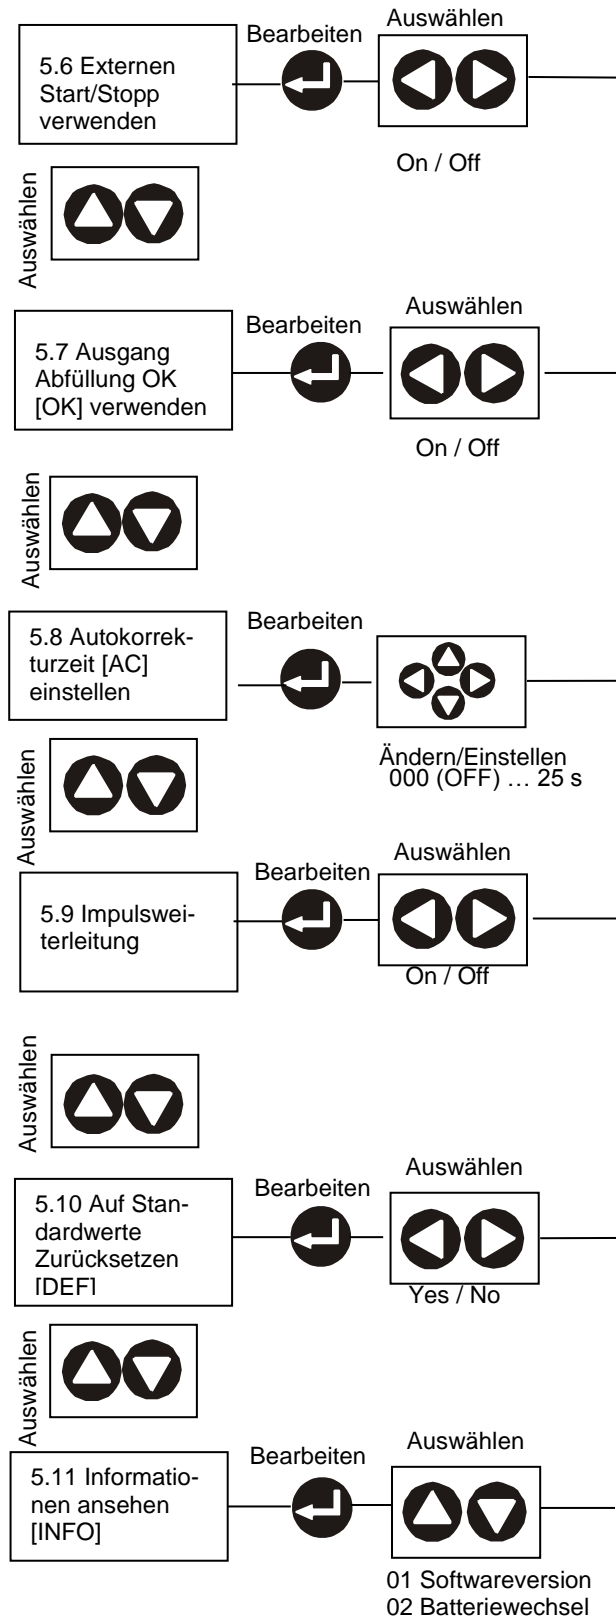 Auswählen
Bearbeiten
5.6 Externen
Start/Stopp
verwenden
On / Off
Auswählen
Auswählen
Bearbeiten
5.7 Ausgang
Abfüllung OK
[OK] verwenden
On / Off
Auswählen
Bearbeiten
5.8 Autokorrek-
turzeit [AC]
einstellen
Ändern/Einstellen
000 (OFF) … 25 s
Auswählen
Auswählen
Bearbeiten
5.9 Impulswei-
terleitung
On / Off
Auswählen
Auswählen
Bearbeiten
5.10 Auf Stan-
dardwerte
Zurücksetzen
[DEF]
Yes / No
Auswählen
Auswählen
Bearbeiten
5.11 Informatio-
nen ansehen
[INFO]
01 Softwareversion
02 Batteriewechsel